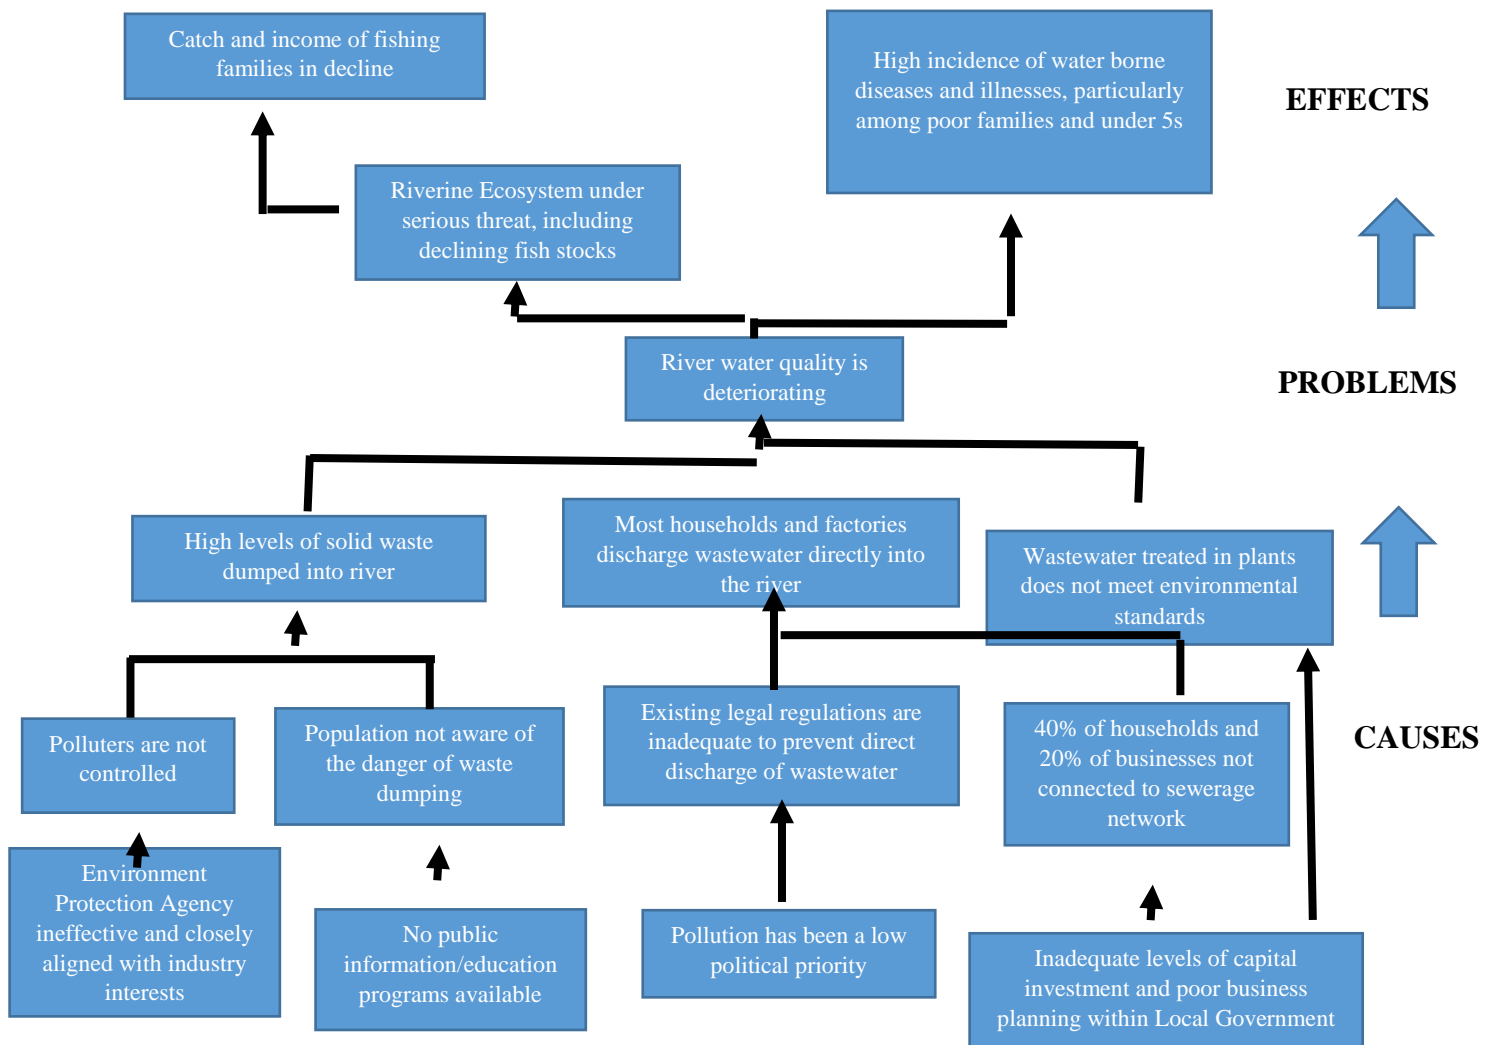 Catch and income of fishing
families in decline
High incidence of water borne
diseases and illnesses, particularly
among poor families and under 5s
EFFECTS
Riverine Ecosystem under
serious threat, including
declining fish stocks
River water quality is
deteriorating
PROBLEMS
High levels of solid waste
dumped into river
Most households and factories
discharge wastewater directly into
the river
Wastewater treated in plants
does not meet environmental
standards
Polluters are not
controlled
Population not aware of
the danger of waste
dumping
Existing legal regulations are
inadequate to prevent direct
discharge of wastewater
40% of households and
20% of businesses not
connected to sewerage
network
CAUSES
Environment
Protection Agency
ineffective and closely
aligned with industry
interests
No public
information/education
programs available
Pollution has been a low
political priority
Inadequate levels of capital
investment and poor business
planning within Local Government